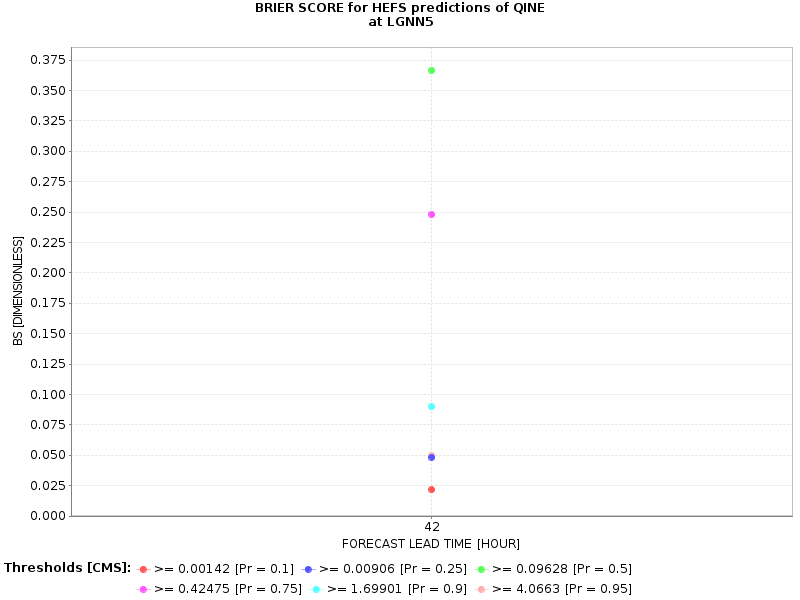 BRIER SCORE for HEFS predictions of QINE
at LGNN5
0.375
0.350
0.325
0.300
0.275
0.250
0.225
0.200
0.175
0.150
0.125
0.100
0.075
0.050
0.025
0.000
BS [DIMENSIONLESS]
42
FORECAST LEAD TIME [HOUR]
Thresholds [CMS]: >= 0.00142 [Pr = 0.1] >= 0.00906 [Pr = 0.25] >= 0.09628 [Pr = 0.5]
>= 0.42475 [Pr = 0.75] >= 1.69901 [Pr = 0.9] >= 4.0663 [Pr = 0.95]